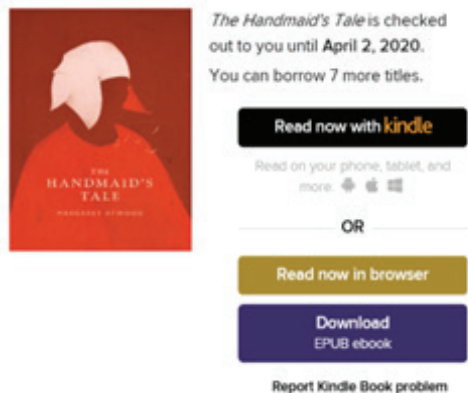 THE
HANDMAID'S
TALE
MARGARET ATWOOD
The Handmaid's Tale is checked
out to you until April 2, 2020.
You can borrow 7 more titles.
Read now with kindle
Read on your phone, tablet, and
more.
OR
Read now in browser
Download
EPUB ebook
Report Kindle Book problem